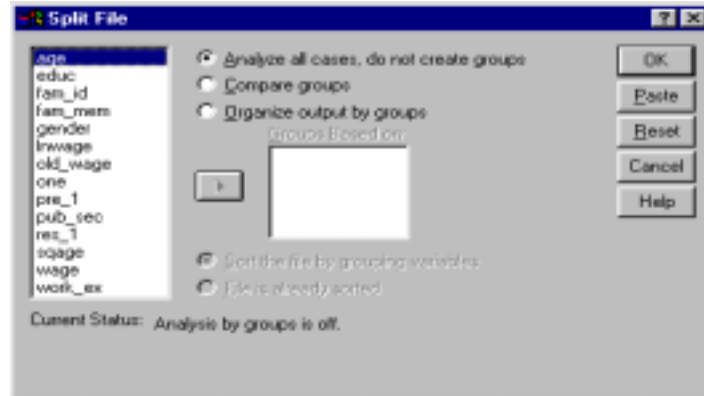 Split File
age
educ
fam_id
fam_mem
gender
lnwage
old_wage
one
pre_1
pub_sec
res_1
sqage
wage
work_ex
Analyze all cases, do not create groups
Compare groups
Organize output by groups
Groups Based on:
Sort the file by grouping variables
File is already sorted
OK
Paste
Reset
Cancel
Help
Current Status: Analysis by groups is off.